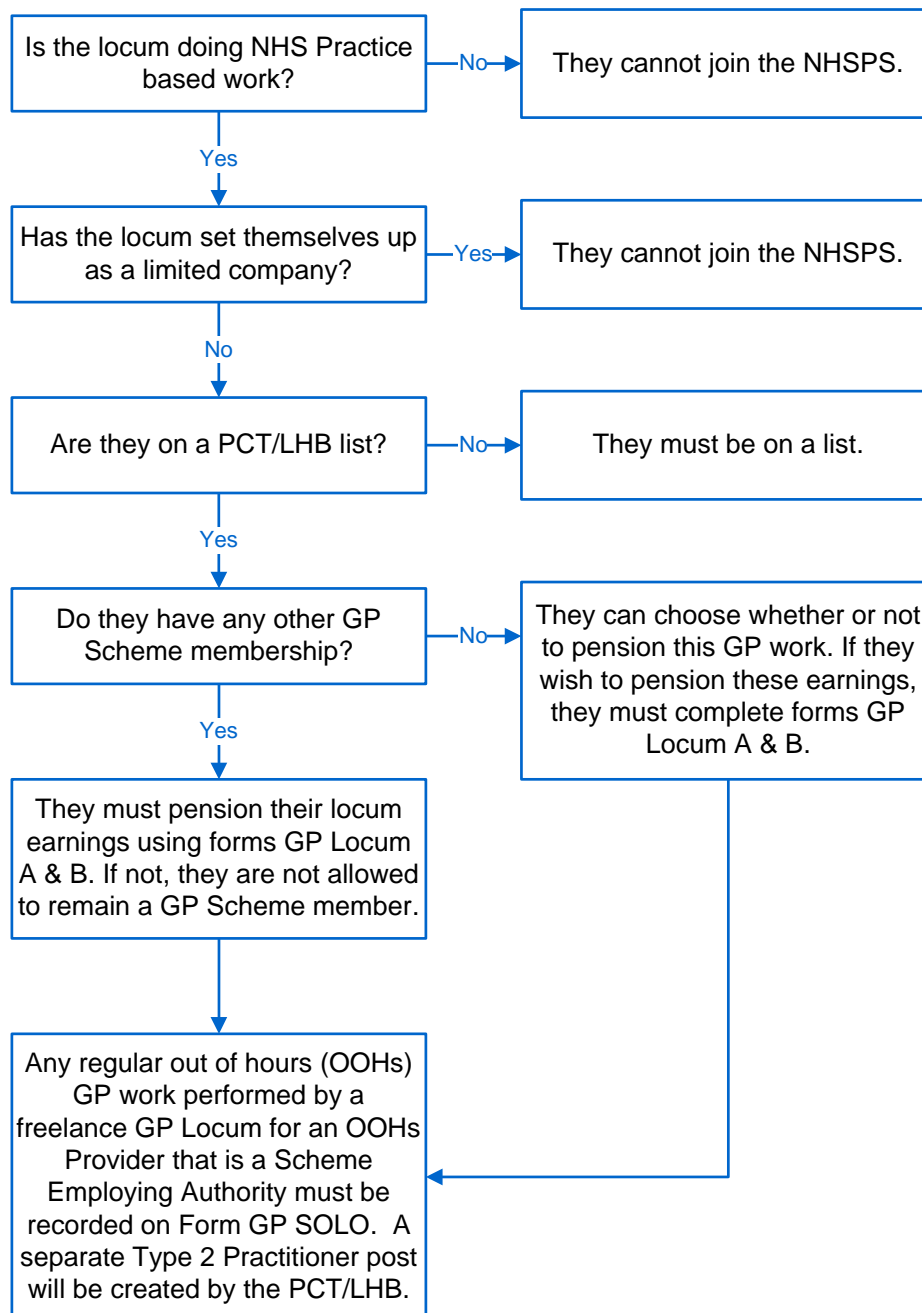 Is the locum doing NHS Practice
based work?
No
They cannot join the NHSPS.
Yes
Has the locum set themselves up
as a limited company?
Yes
They cannot join the NHSPS.
No
Are they on a PCT/LHB list?
No
They must be on a list.
Yes
Do they have any other GP
Scheme membership?
No
They can choose whether or not
to pension this GP work. If they
wish to pension these earnings,
they must complete forms GP
Locum A & B.
Yes
They must pension their locum
earnings using forms GP Locum
A & B. If not, they are not allowed
to remain a GP Scheme member.
Any regular out of hours (OOHs)
GP work performed by a
freelance GP Locum for an OOHs
Provider that is a Scheme
Employing Authority must be
recorded on Form GP SOLO.  A
separate Type 2 Practitioner post
will be created by the PCT/LHB.